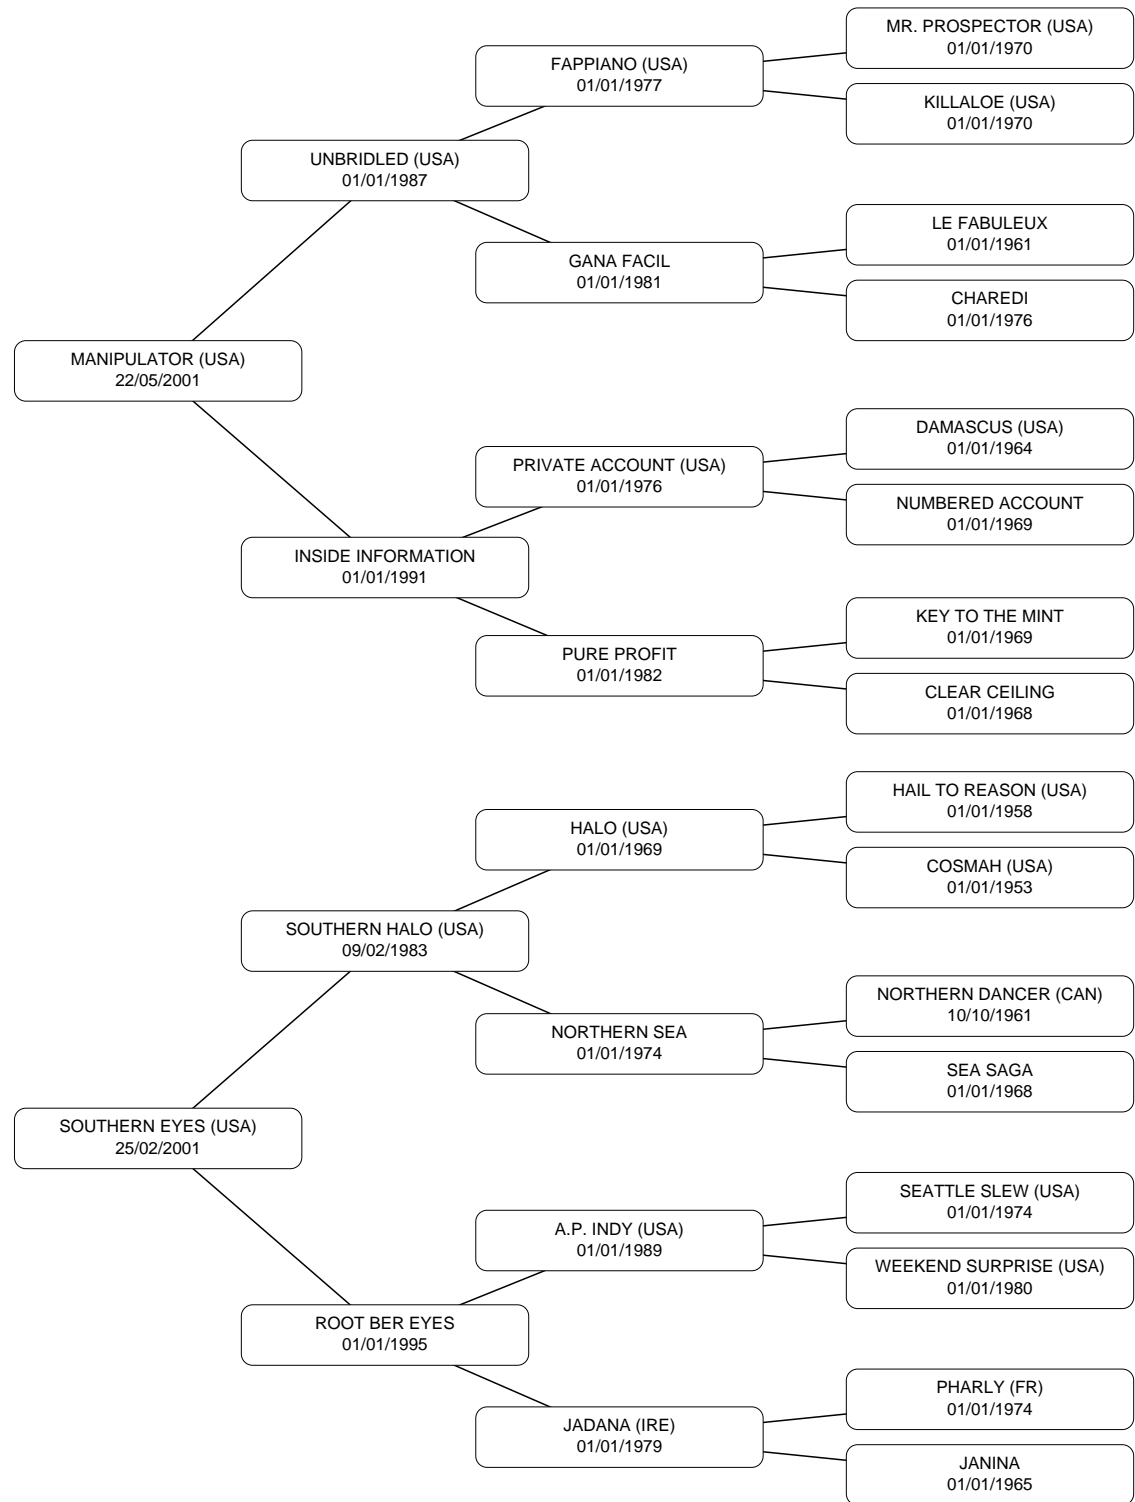 MR. PROSPECTOR (USA)
01/01/1970
FAPPIANO (USA)
01/01/1977
KILLALOE (USA)
01/01/1970
UNBRIDLED (USA)
01/01/1987
LE FABULEUX
01/01/1961
GANA FACIL
01/01/1981
CHAREDI
01/01/1976
MANIPULATOR (USA)
22/05/2001
DAMASCUS (USA)
01/01/1964
PRIVATE ACCOUNT (USA)
01/01/1976
NUMBERED ACCOUNT
01/01/1969
INSIDE INFORMATION
01/01/1991
KEY TO THE MINT
01/01/1969
PURE PROFIT
01/01/1982
CLEAR CEILING
01/01/1968
HAIL TO REASON (USA)
01/01/1958
HALO (USA)
01/01/1969
COSMAH (USA)
01/01/1953
SOUTHERN HALO (USA)
09/02/1983
NORTHERN DANCER (CAN)
10/10/1961
NORTHERN SEA
01/01/1974
SEA SAGA
01/01/1968
SOUTHERN EYES (USA)
25/02/2001
SEATTLE SLEW (USA)
01/01/1974
A.P. INDY (USA)
01/01/1989
WEEKEND SURPRISE (USA)
01/01/1980
ROOT BER EYES
01/01/1995
PHARLY (FR)
01/01/1974
JADANA (IRE)
01/01/1979
JANINA
01/01/1965